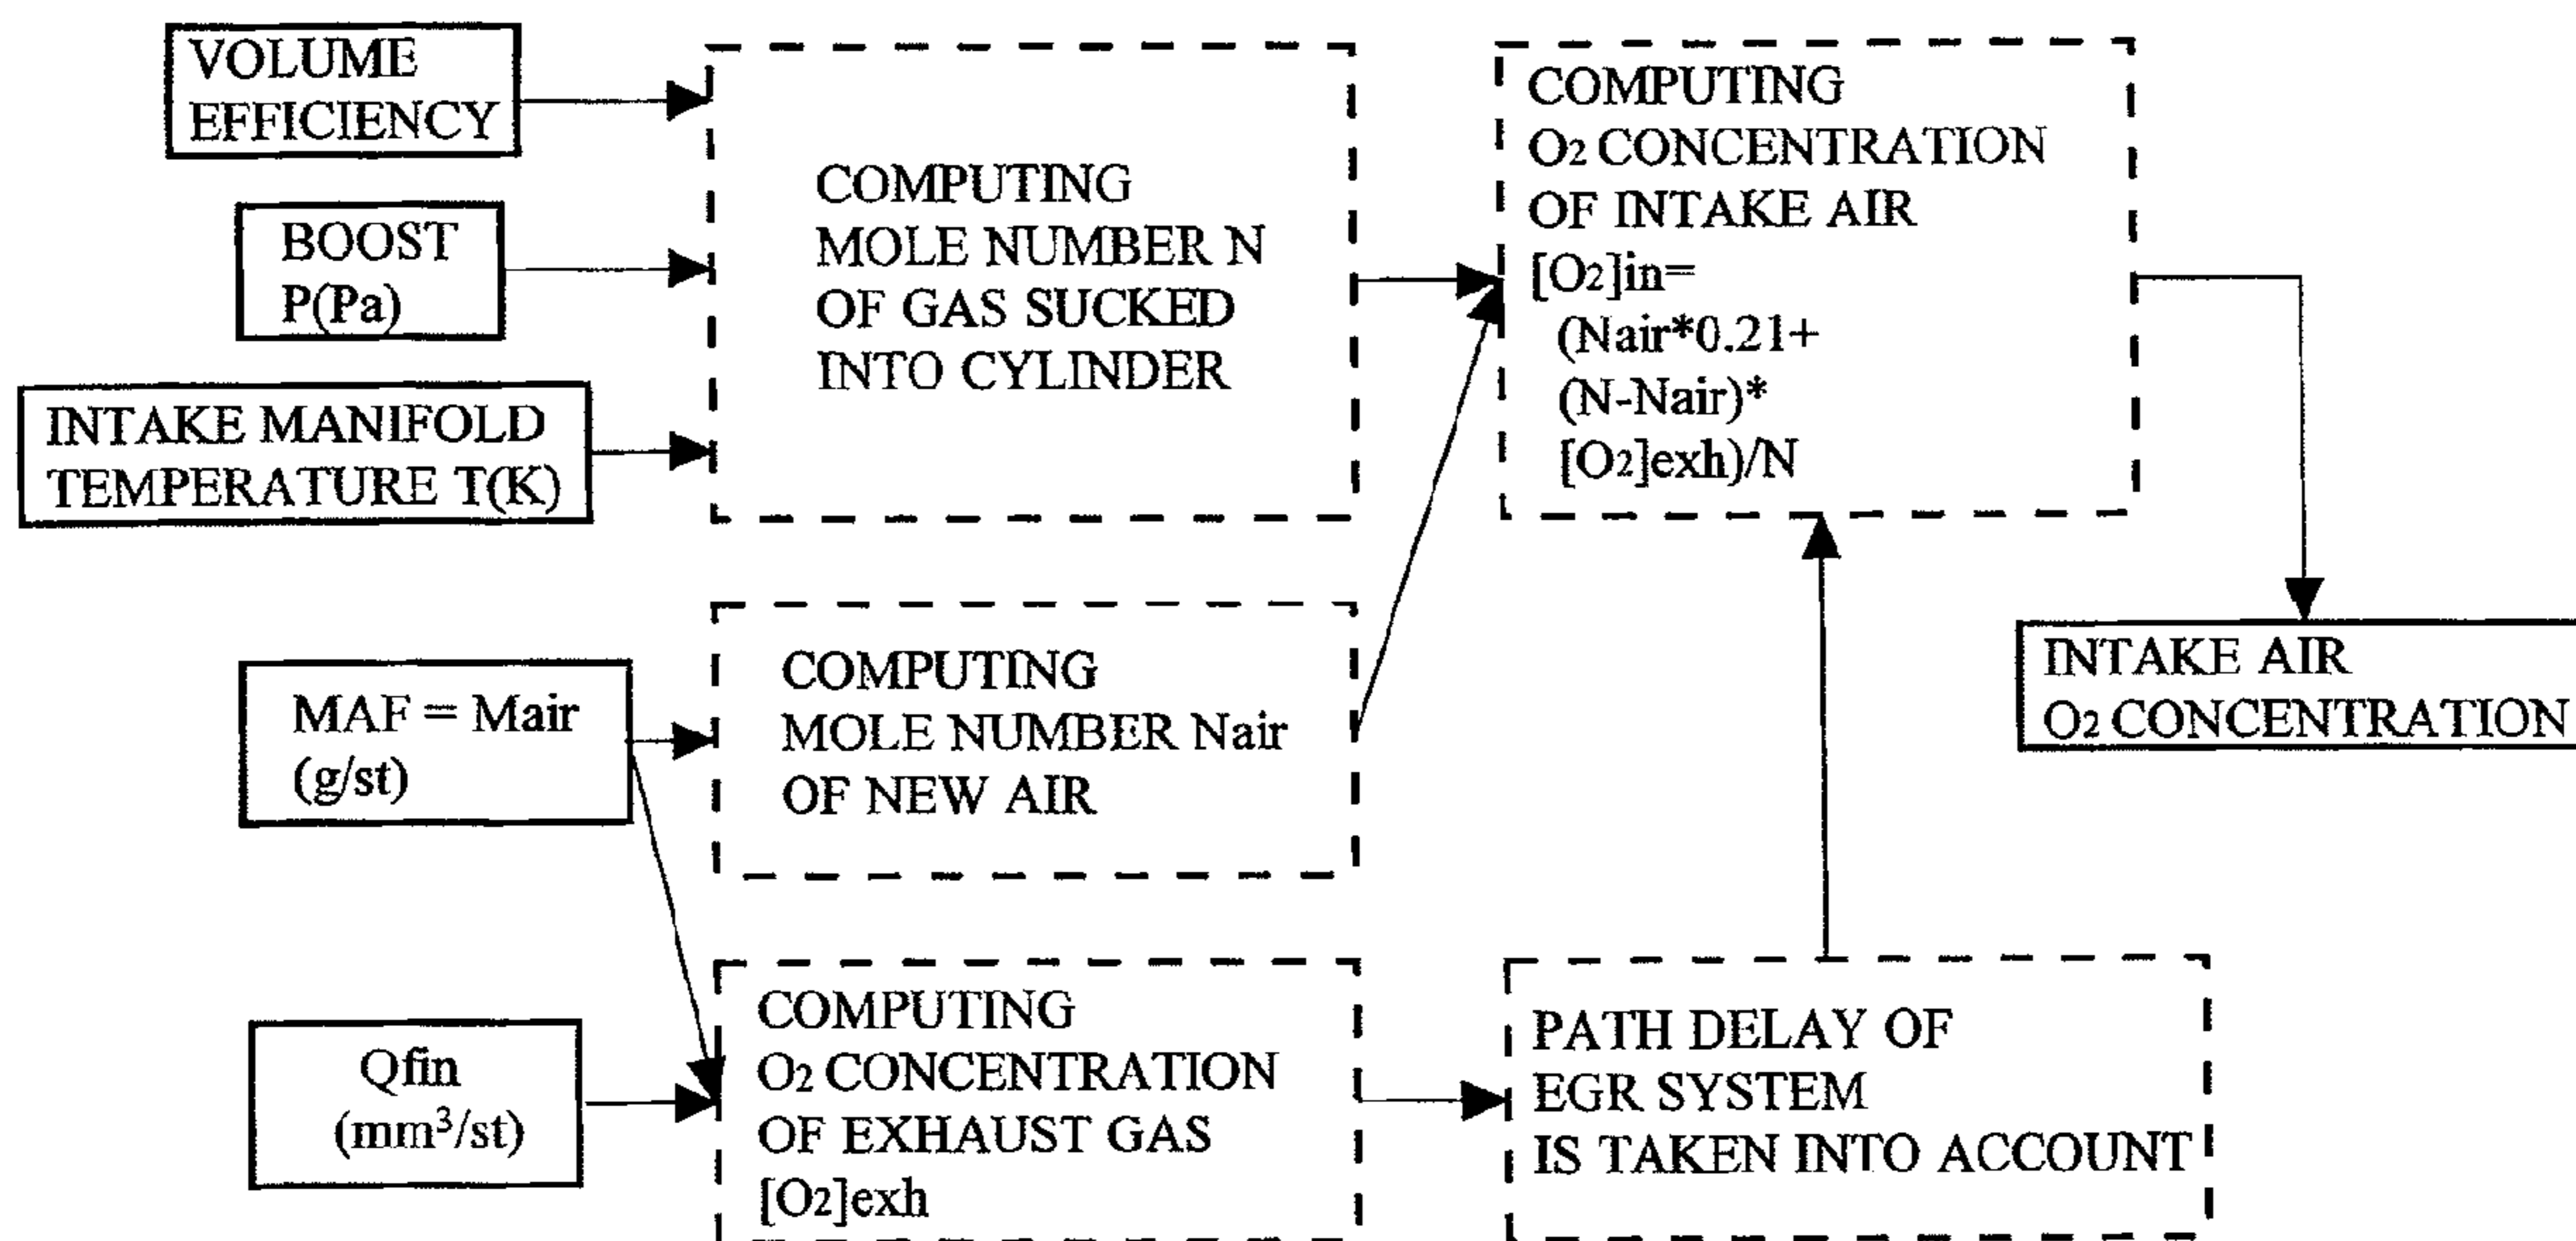 VOLUME
EFFICIENCY
BOOST
P(Pa)
INTAKE MANIFOLD
TEMPERATURE T(K)
COMPUTING
MOLE NUMBER N
OF GAS SUCKED
INTO CYLINDER
COMPUTING
O2 CONCENTRATION
OF INTAKE AIR
[O2]in=
(Nair*0.21+
(N-Nair)*
[O2]exh)/N
MAF = Mair
(g/st)
COMPUTING
MOLE NUMBER Nair
OF NEW AIR
INTAKE AIR
O2 CONCENTRATION
Qfin
(mm³/st)
COMPUTING
O2 CONCENTRATION
OF EXHAUST GAS
[O2]exh
PATH DELAY OF
EGR SYSTEM
IS TAKEN INTO ACCOUNT